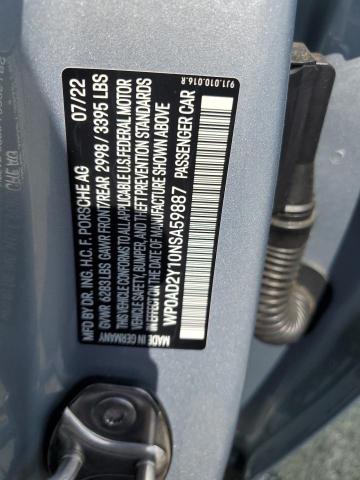 9J1.010.016.R
MFD BY DR. ING. H.C. F. PORSCHE AG 07/22
GVWR 6283 LBS GAWR FRONT/REAR 2998/3395 LBS
THIS VEHICLE CONFORMS TO ALL APPLICABLE U.S.FEDERAL MOTOR
VEHICLE SAFETY, BUMPER, AND THEFT PREVENTION STANDARDS
IN EFFECT ON THE DATE OF MANUFACTURE SHOWN ABOVE
WP0AD2Y10NSA59887 PASSENGER CAR
MADE IN GERMANY